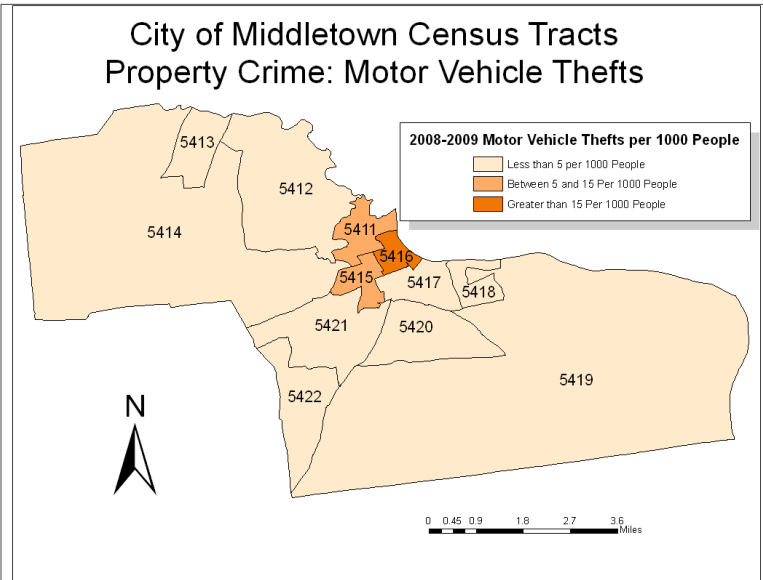 City of Middletown Census Tracts
Property Crime: Motor Vehicle Thefts
2008-2009 Motor Vehicle Thefts per 1000 People
Less than 5 per 1000 People
Between 5 and 15 Per 1000 People
Greater than 15 Per 1000 People
5413
5412
5414
5411
5416
5415
5417
5418
5421
5420
5419
5422
N
0 0.45 0.9 1.8 2.7 3.6
Miles